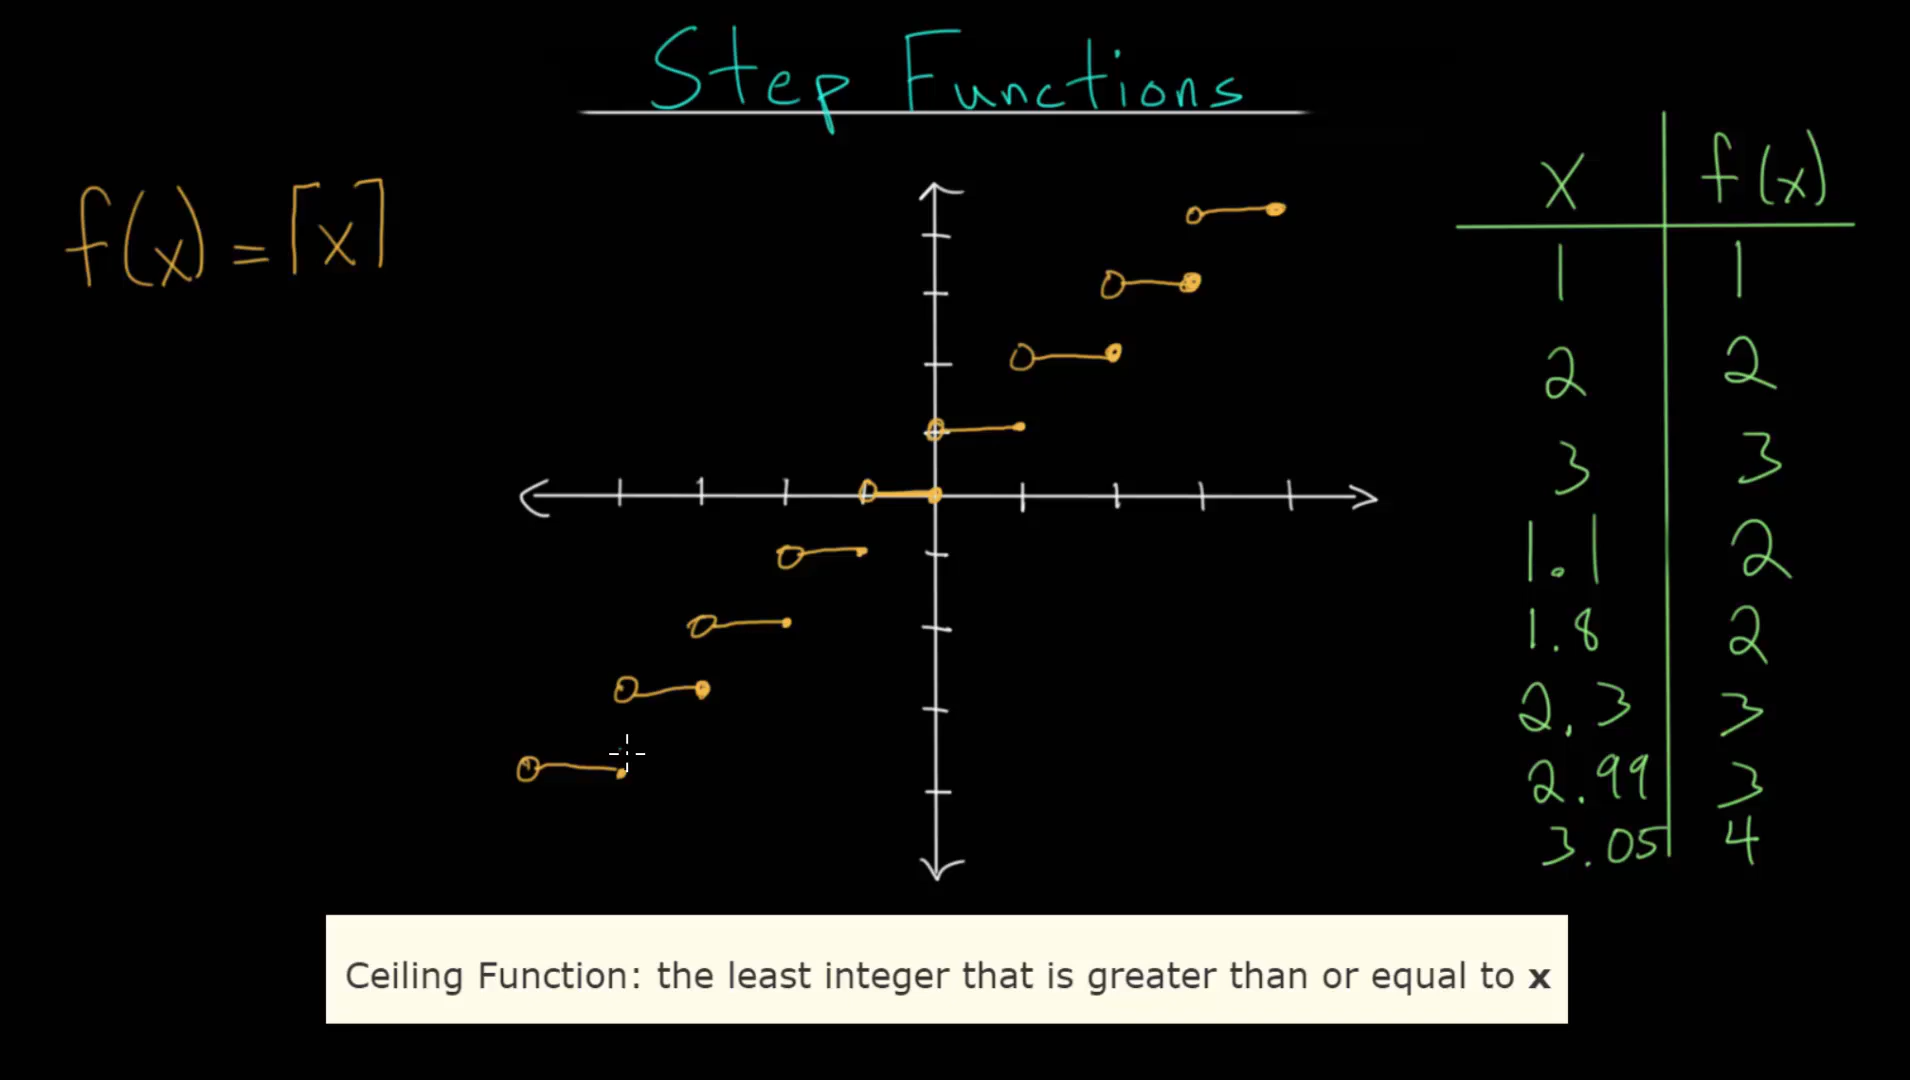 Step Functions
f(x) = ⌈x⌉
x f(x)
1 1
2 2
3 3
1.1 2
1.8 2
2.3 3
2.99 3
3.05 4
Ceiling Function: the least integer that is greater than or equal to x